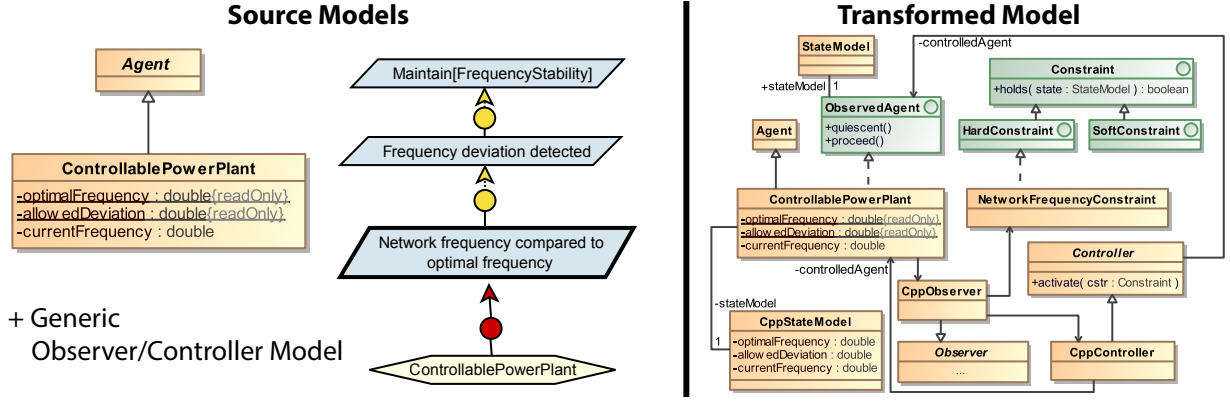 Source Models
Agent
ControllablePowerPlant
-optimalFrequency : double{readOnly}
-allowedDeviation : double{readOnly}
-currentFrequency : double
+ Generic
Observer/Controller Model
Maintain[FrequencyStability]
Frequency deviation detected
Network frequency compared to
optimal frequency
ControllablePowerPlant
Transformed Model
StateModel
-controlledAgent
+stateModel
1
ObservedAgent
+quiescent()
+proceed()
Constraint
+holds( state : StateModel ) : boolean
HardConstraint
SoftConstraint
Agent
ControllablePowerPlant
-optimalFrequency : double{readOnly}
-allowedDeviation : double{readOnly}
-currentFrequency : double
NetworkFrequencyConstraint
-controlledAgent
Controller
+activate( cstr : Constraint )
CppObserver
-stateModel
1
CppStateModel
-optimalFrequency : double
-allowedDeviation : double
-currentFrequency : double
Observer
...
CppController